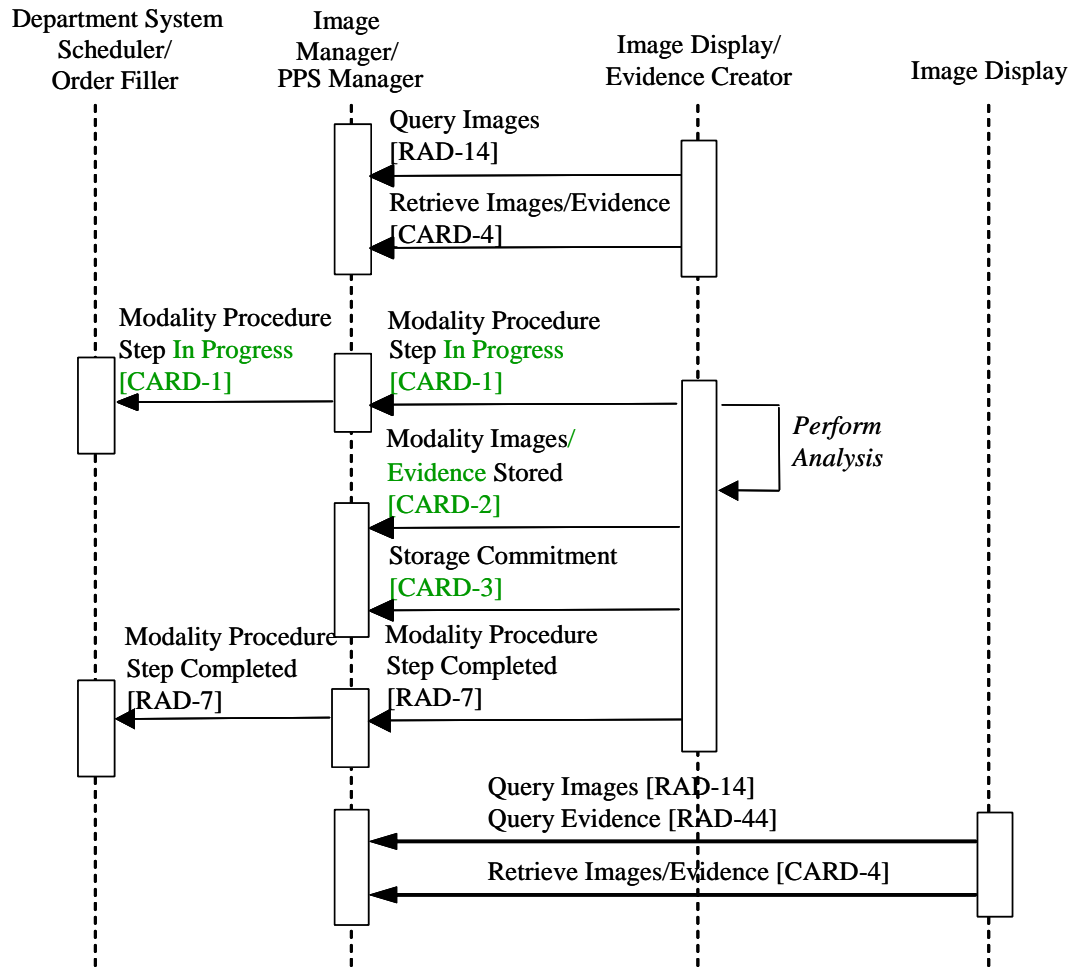 Department System
Scheduler/
Order Filler
Image
Manager/
PPS Manager
Image Display/
Evidence Creator
Image Display
Query Images
[RAD-14]
Retrieve Images/Evidence
[CARD-4]
Modality Procedure
Step In Progress
[CARD-1]
Modality Procedure
Step In Progress
[CARD-1]
Perform
Analysis
Modality Images/
Evidence Stored
[CARD-2]
Storage Commitment
[CARD-3]
Modality Procedure
Step Completed
[RAD-7]
Modality Procedure
Step Completed
[RAD-7]
Query Images [RAD-14]
Query Evidence [RAD-44]
Retrieve Images/Evidence [CARD-4]